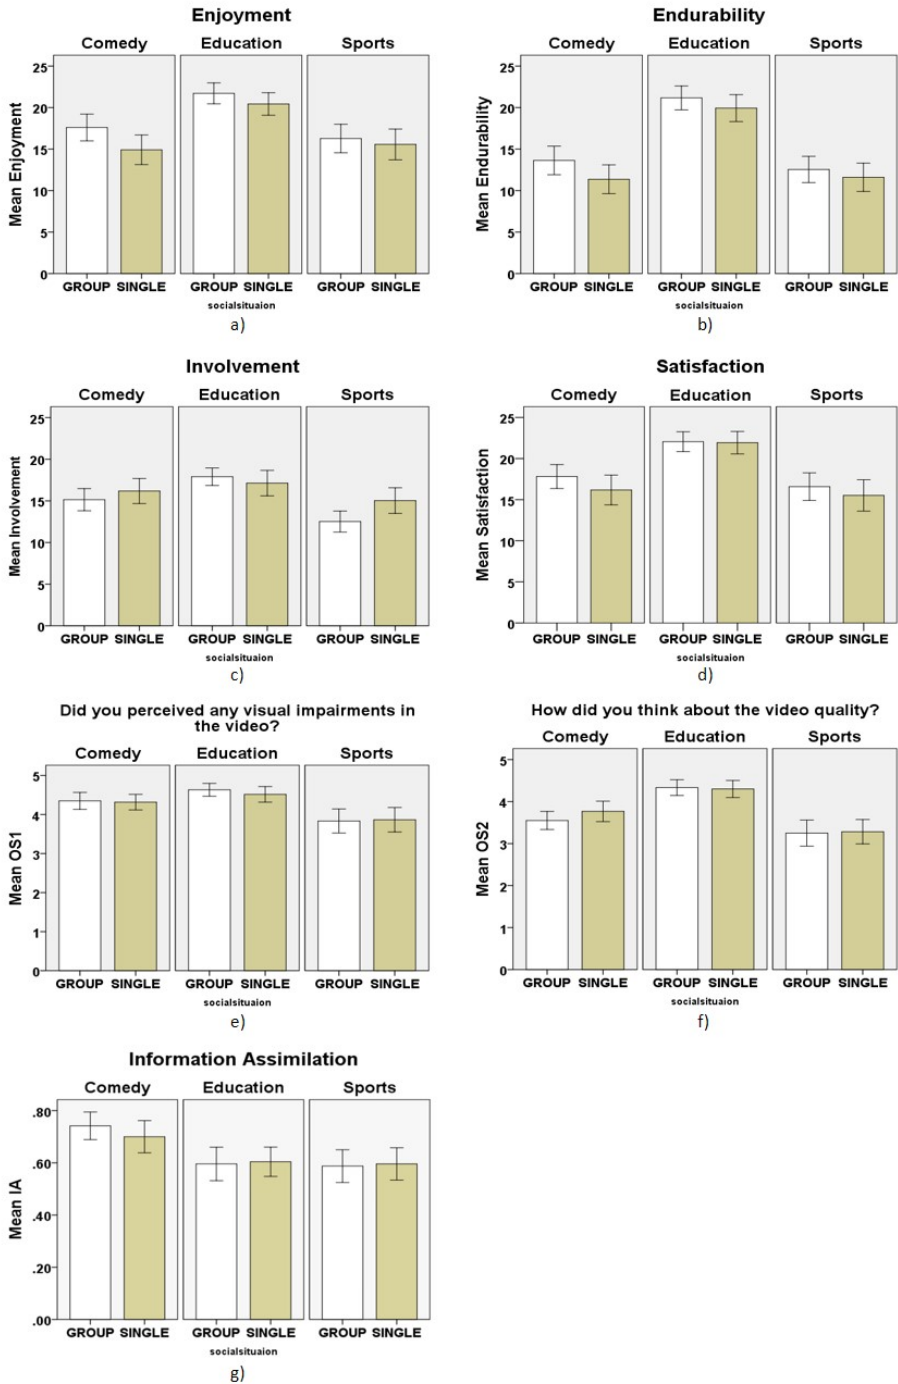 Enjoyment
Comedy Education Sports
Mean Enjoyment
25
20
15
10
5
0
GROUP SINGLE GROUP SINGLE GROUP SINGLE
socialsituaion
a)
Endurability
Comedy Education Sports
Mean Endurability
25
20
15
10
5
0
GROUP SINGLE GROUP SINGLE GROUP SINGLE
socialsituaion
b)
Involvement
Comedy Education Sports
Mean Involvement
25
20
15
10
5
0
GROUP SINGLE GROUP SINGLE GROUP SINGLE
socialsituaion
c)
Satisfaction
Comedy Education Sports
Mean Satisfaction
25
20
15
10
5
0
GROUP SINGLE GROUP SINGLE GROUP SINGLE
socialsituaion
d)
Did you perceived any visual impairments in
the video?
Comedy Education Sports
Mean OS1
5
4
3
2
1
0
GROUP SINGLE GROUP SINGLE GROUP SINGLE
socialsituaion
e)
How did you think about the video quality?
Comedy Education Sports
Mean OS2
5
4
3
2
1
0
GROUP SINGLE GROUP SINGLE GROUP SINGLE
socialsituaion
f)
Information Assimilation
Comedy Education Sports
Mean IA
.80
.60
.40
.20
.00
GROUP SINGLE GROUP SINGLE GROUP SINGLE
socialsituaion
g)